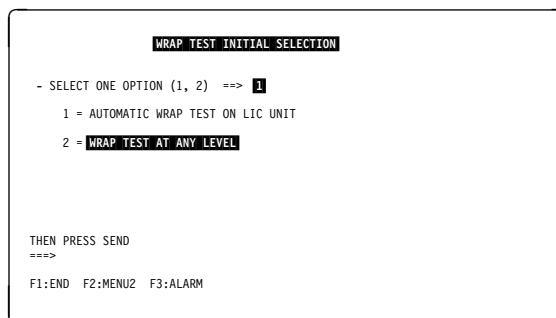 WRAP TEST INITIAL SELECTION
- SELECT ONE OPTION (1, 2) ==> 1
1 = AUTOMATIC WRAP TEST ON LIC UNIT
2 = WRAP TEST AT ANY LEVEL
THEN PRESS SEND
===>
F1:END F2:MENU2 F3:ALARM